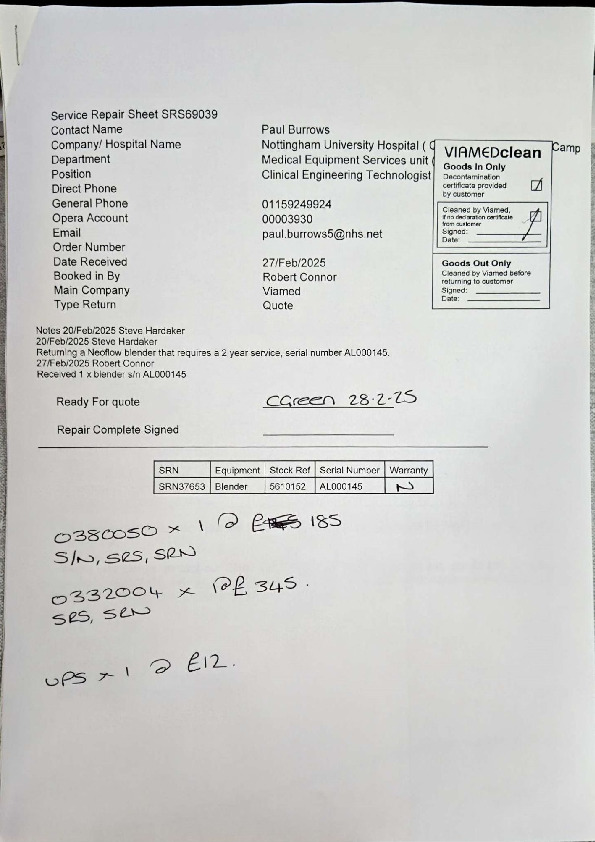 Service Repair Sheet SRS69039
Contact Name Paul Burrows
Company/ Hospital Name Nottingham University Hospital ( C Camp
Department Medical Equipment Services unit (
Position Clinical Engineering Technologist
Direct Phone
General Phone 01159249924
Opera Account 00003930
Email paul.burrows5@nhs.net
Order Number
Date Received 27/Feb/2025
Booked in By Robert Connor
Main Company Viamed
Type Return Quote
VIAMEDclean
Goods In Only
Decontamination
certificate provided
by customer
Cleaned by Viamed,
if no declaration certificate
from customer
Signed:
Date:
Goods Out Only
Cleaned by Viamed before
returning to customer
Signed:
Date:
Notes 20/Feb/2025 Steve Hardaker
20/Feb/2025 Steve Hardaker
Returning a Neoflow blender that requires a 2 year service, serial number AL000145.
27/Feb/2025 Robert Connor
Received 1 x blender s/n AL000145
Ready For quote CGreen 28-2-25
Repair Complete Signed
SRN Equipment Stock Ref Serial Number Warranty
SRN37653 Blender 5610152 AL000145 N
0380050 x 1 @ £ 185
S/N, SRS, SRN
0332004 x 1@£ 345.
SRS, SRN
UPS x 1 @ £12.